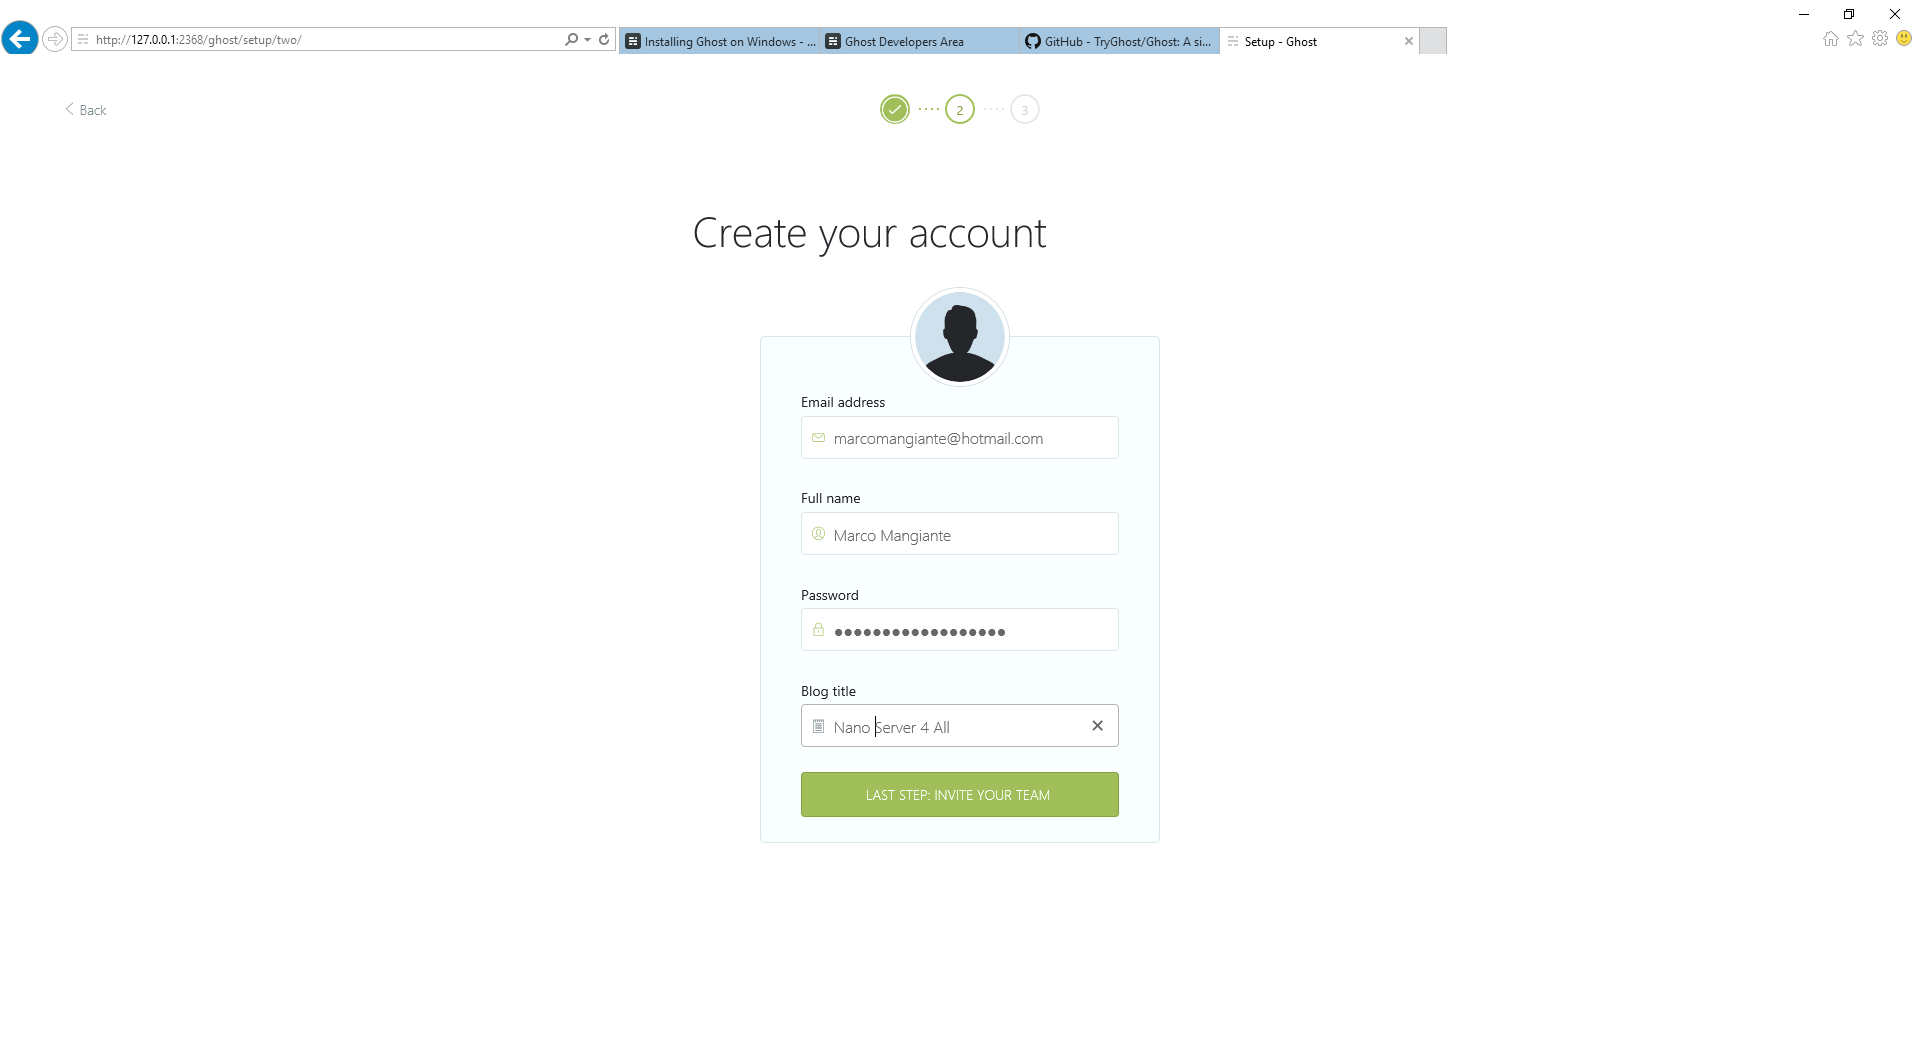 http://127.0.0.1:2368/ghost/setup/two/
Installing Ghost on Windows - ...
Ghost Developers Area
GitHub - TryGhost/Ghost: A si...
Setup - Ghost
Back
2
3
Create your account
Email address
marcomangiante@hotmail.com
Full name
Marco Mangiante
Password
●●●●●●●●●●●●●●●●●●
Blog title
Nano Server 4 All
LAST STEP: INVITE YOUR TEAM